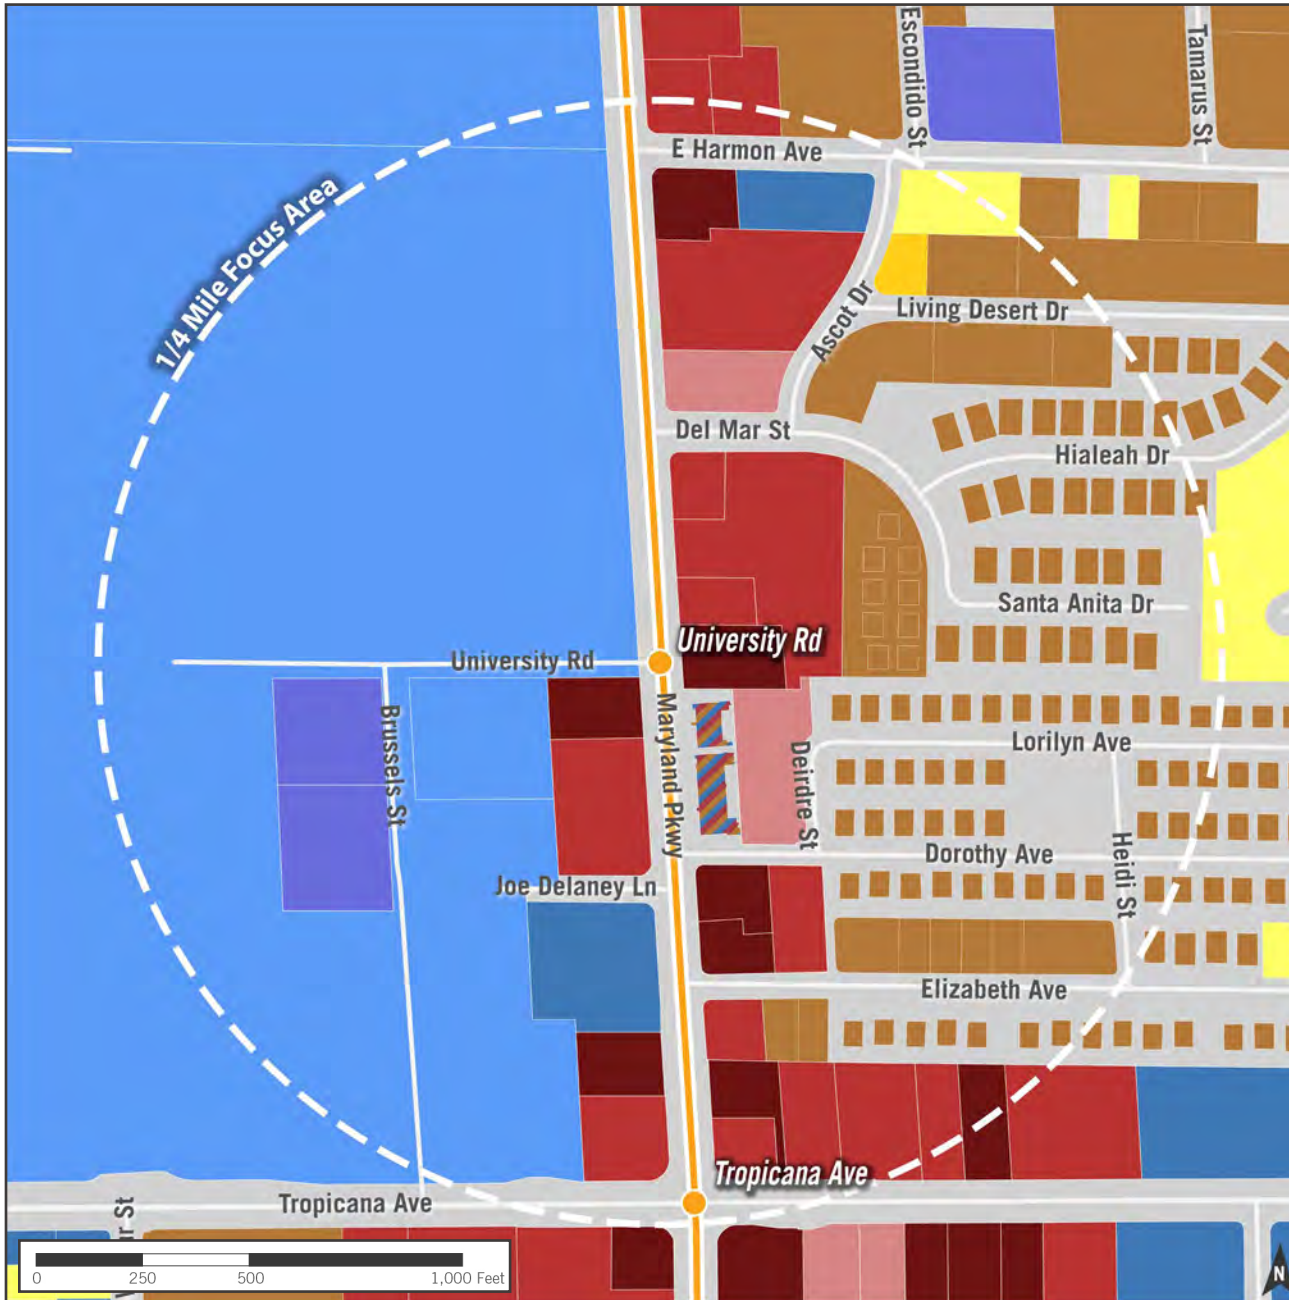 Escondido St
Tamarus St
E Harmon Ave
1/4 Mile Focus Area
Ascot Dr
Living Desert Dr
Del Mar St
Hialeah Dr
Santa Anita Dr
University Rd
University Rd
Brussels St
Maryland Pkwy
Deirdre St
Lorilyn Ave
Dorothy Ave
Heidi St
Joe Delaney Ln
Elizabeth Ave
Tropicana Ave
Tropicana Ave
St
0 250 500 1,000 Feet
N